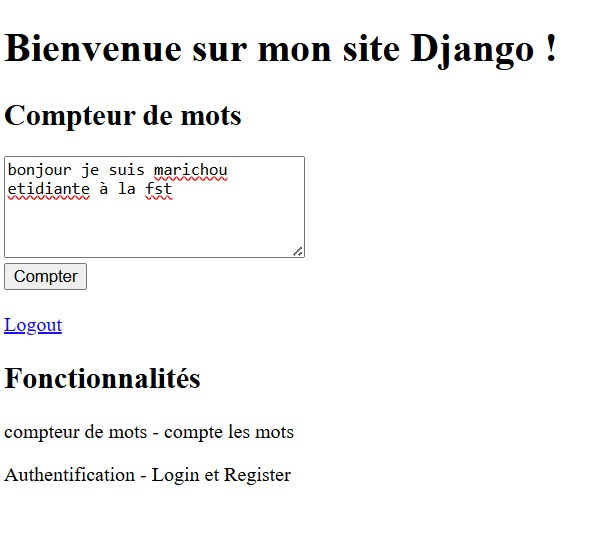 Bienvenue sur mon site Django !
Compteur de mots
bonjour je suis marichou
etidiante à la fst
Compter
Logout
Fonctionnalités
compteur de mots - compte les mots
Authentification - Login et Register